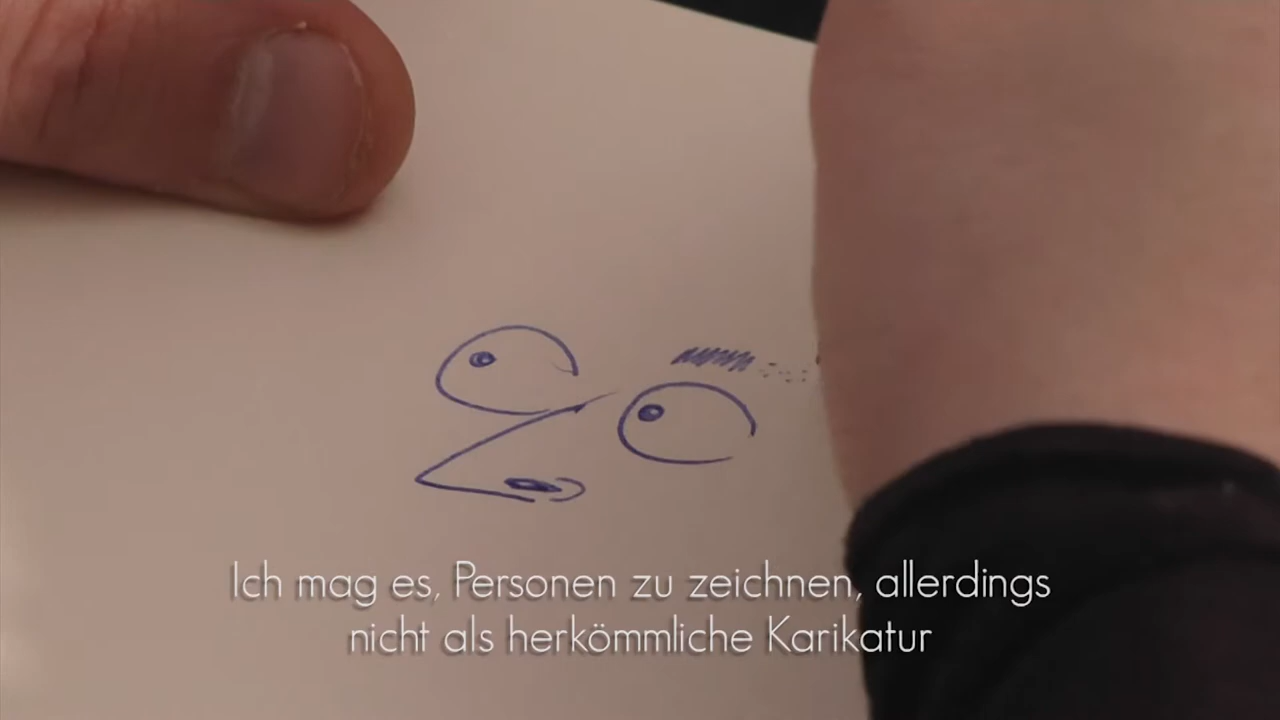 Ich mag es, Personen zu zeichnen, allerdings
nicht als herkömmliche Karikatur